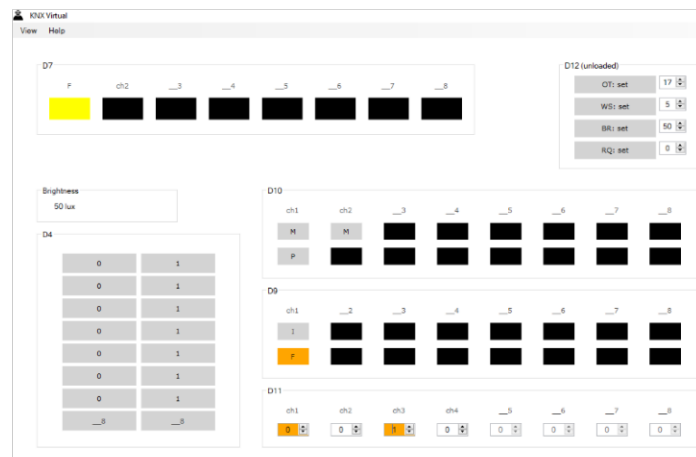 KNX Virtual
View Help
D7
F ch2 __3 __4 __5 __6 __7 __8
D12 (unloaded)
OT: set 17
WS: set 5
BR: set 50
RQ: set 0
Brightness
50 lux
D4
0 1
0 1
0 1
0 1
0 1
0 1
0 1
__8 __8
D10
ch1 ch2 __3 __4 __5 __6 __7 __8
M M
P
D9
ch1 __2 __3 __4 __5 __6 __7 __8
I
F
D11
ch1 ch2 ch3 ch4 __5 __6 __7 __8
0 0 1 0 0 0 0 0